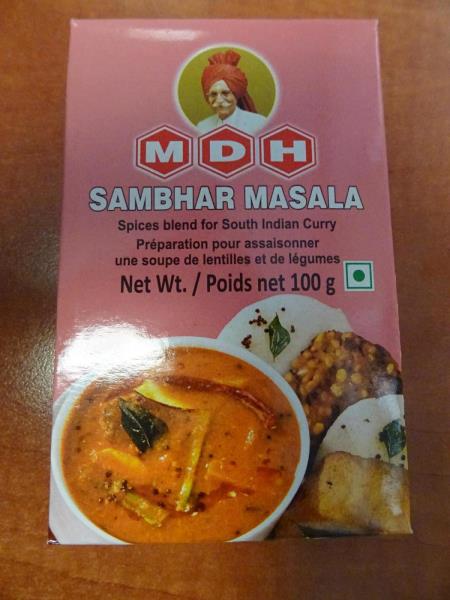 MDH
SAMBHAR MASALA
Spices blend for South Indian Curry
Préparation pour assaisonner
une soupe de lentilles et de légumes
Net Wt. / Poids net 100 g